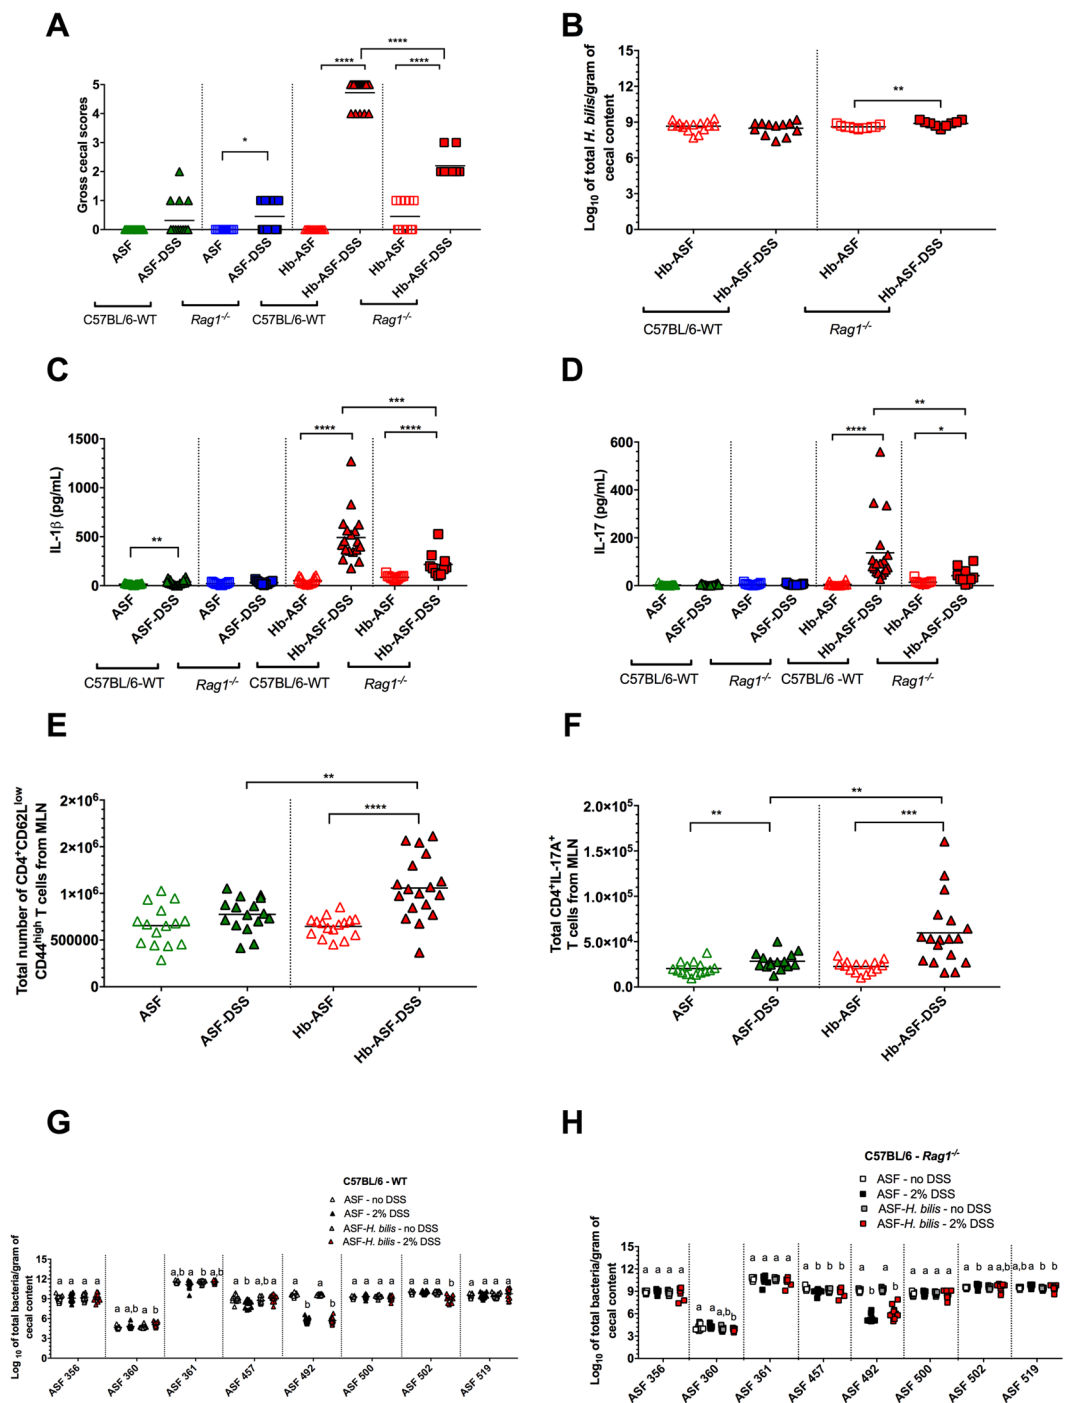 A
****
****
****
*
Gross cecal scores
5
4
3
2
1
0
ASF
ASF-DSS
ASF
ASF-DSS
Hb-ASF
Hb-ASF-DSS
Hb-ASF
Hb-ASF-DSS
C57BL/6-WT
Rag1-/-
C57BL/6-WT
Rag1-/-
B
Log10 of total H. bilis/gram of
cecal content
15
12
9
6
3
0
**
Hb-ASF
Hb-ASF-DSS
Hb-ASF
Hb-ASF-DSS
C57BL/6-WT
Rag1-/-
C
***
****
****
**
IL-1β (pg/mL)
1500
1000
500
0
ASF
ASF-DSS
ASF
ASF-DSS
Hb-ASF
Hb-ASF-DSS
Hb-ASF
Hb-ASF-DSS
C57BL/6-WT
Rag1-/-
C57BL/6-WT
Rag1-/-
D
**
****
*
IL-17 (pg/mL)
600
400
200
0
ASF
ASF-DSS
ASF
ASF-DSS
Hb-ASF
Hb-ASF-DSS
Hb-ASF
Hb-ASF-DSS
C57BL/6-WT
Rag1-/-
C57BL/6 -WT
Rag1-/-
E
**
****
Total number of CD4+CD62Llow
CD44high T cells from MLN
2×10⁶
2×10⁶
1×10⁶
500000
0
ASF
ASF-DSS
Hb-ASF
Hb-ASF-DSS
F
**
**
***
Total CD4+IL-17A+
T cells from MLN
2.0×10⁵
1.5×10⁵
1.0×10⁵
5.0×10⁴
0.0
ASF
ASF-DSS
Hb-ASF
Hb-ASF-DSS
G
C57BL/6 - WT
ASF - no DSS
ASF - 2% DSS
ASF-H. bilis - no DSS
ASF-H. bilis - 2% DSS
Log 10 of total bacteria/gram of
cecal content
15
12
9
6
3
0
a a a a
a a,b a b
a,b a b a,b
a b a,b a
a b a b
a a a a
a a a b
a a a a
ASF 356
ASF 360
ASF 361
ASF 457
ASF 492
ASF 500
ASF 502
ASF 519
H
C57BL/6 - Rag1-/-
ASF - no DSS
ASF - 2% DSS
ASF-H. bilis - no DSS
ASF-H. bilis - 2% DSS
Log10 of total bacteria/gram of
cecal content
15
12
9
6
3
0
a a a a
a a a,b b
a a a a
a b b b
a b a b
a a a a
a b a a,b
a,b a b b
ASF 356
ASF 360
ASF 361
ASF 457
ASF 492
ASF 500
ASF 502
ASF 519